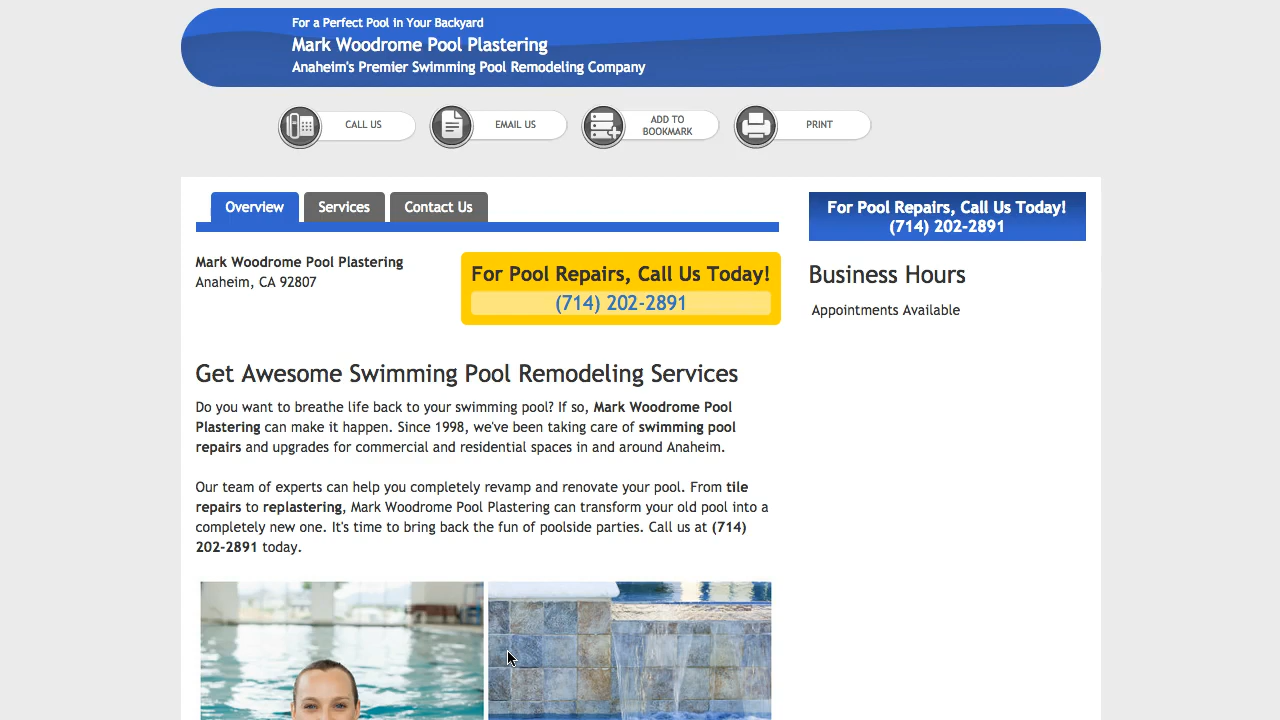 For a Perfect Pool in Your Backyard
Mark Woodrome Pool Plastering
Anaheim's Premier Swimming Pool Remodeling Company
CALL US
EMAIL US
ADD TO
BOOKMARK
PRINT
Overview
Services
Contact Us
For Pool Repairs, Call Us Today!
(714) 202-2891
Mark Woodrome Pool Plastering
Anaheim, CA 92807
For Pool Repairs, Call Us Today!
(714) 202-2891
Business Hours
Appointments Available
Get Awesome Swimming Pool Remodeling Services
Do you want to breathe life back to your swimming pool? If so, Mark Woodrome Pool
Plastering can make it happen. Since 1998, we've been taking care of swimming pool
repairs and upgrades for commercial and residential spaces in and around Anaheim.
Our team of experts can help you completely revamp and renovate your pool. From tile
repairs to replastering, Mark Woodrome Pool Plastering can transform your old pool into a
completely new one. It's time to bring back the fun of poolside parties. Call us at (714)
202-2891 today.